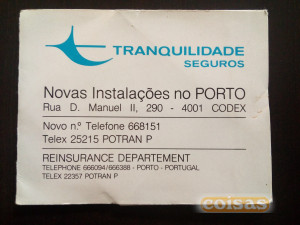 TRANQUILIDADE
SEGUROS
Novas Instalações no PORTO
Rua D. Manuel II, 290 - 4001 CODEX
Novo n.º Telefone 668151
Telex 25215 POTRAN P
REINSURANCE DEPARTEMENT
TELEPHONE 666094/666388 - PORTO - PORTUGAL
TELEX 22357 POTRAN P
coisas